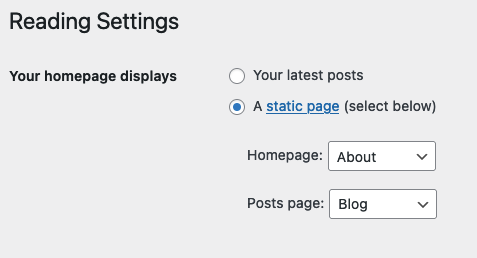 Reading Settings
Your homepage displays
Your latest posts
A static page (select below)
Homepage: About
Posts page: Blog